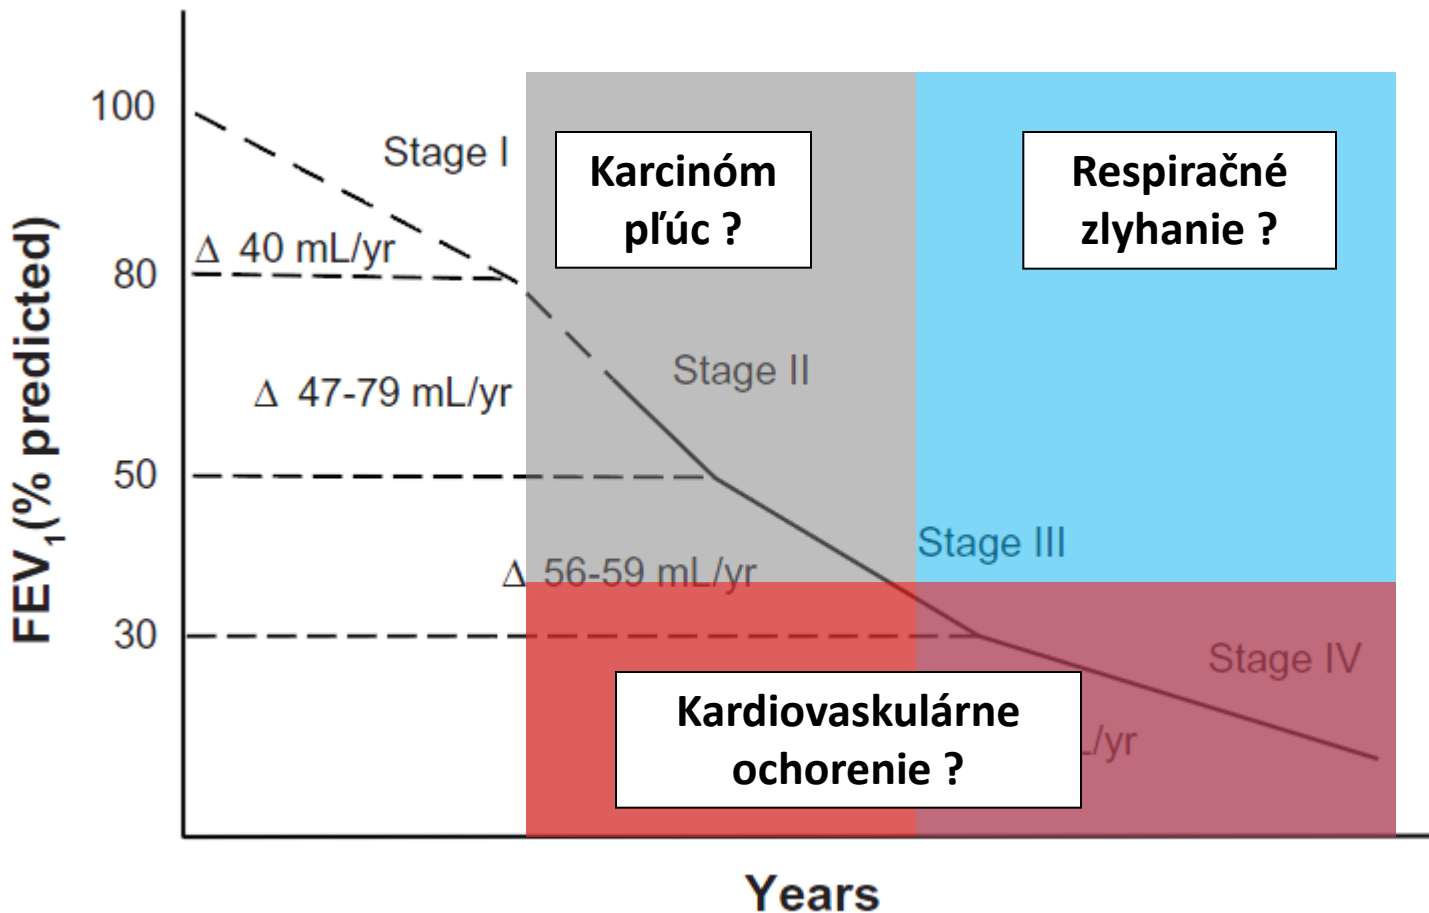 100
Stage I
Karcinóm
pľúc ?
Respiračné
zlyhanie ?
Δ 40 mL/yr
80
Stage II
Δ 47-79 mL/yr
50
Stage III
Δ 56-59 mL/yr
30
Stage IV
Kardiovaskulárne
ochorenie ?
L/yr
FEV1(% predicted)
Years